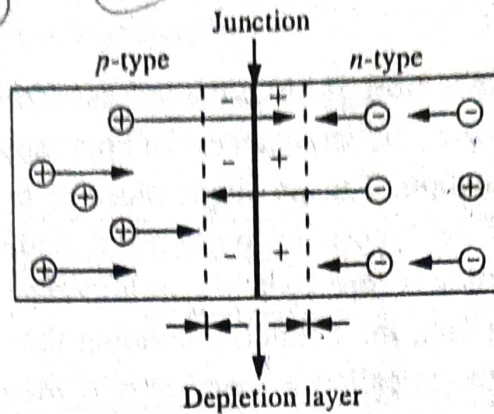 Junction
p-type n-type
- +
- +
- +
Depletion layer